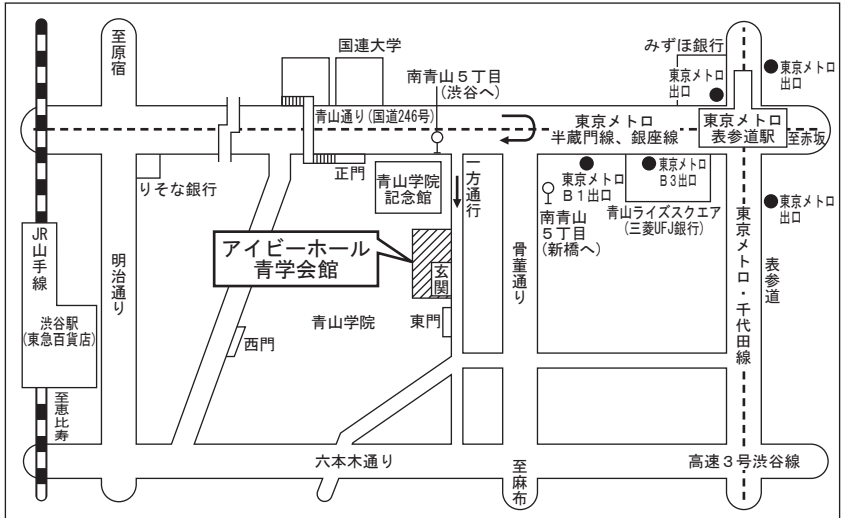 至原宿
国連大学
南青山5丁目
(渋谷へ)
みずほ銀行
東京メトロ
出口
東京メトロ
出口
青山通り(国道246号)
東京メトロ
半蔵門線、銀座線
東京メトロ
表参道駅
至赤坂
りそな銀行
正門
青山学院
記念館
一方通行
東京メトロ
B1出口
東京メトロ
B3出口
南青山
5丁目
(新橋へ)
青山ライズスクエア
(三菱UFJ銀行)
東京メトロ
出口
JR山手線
明治通り
アイビーホール
青学会館
玄関
骨董通り
東京メトロ・千代田線
表参道
渋谷駅
(東急百貨店)
青山学院
東門
西門
至恵比寿
六本木通り
至麻布
高速3号渋谷線